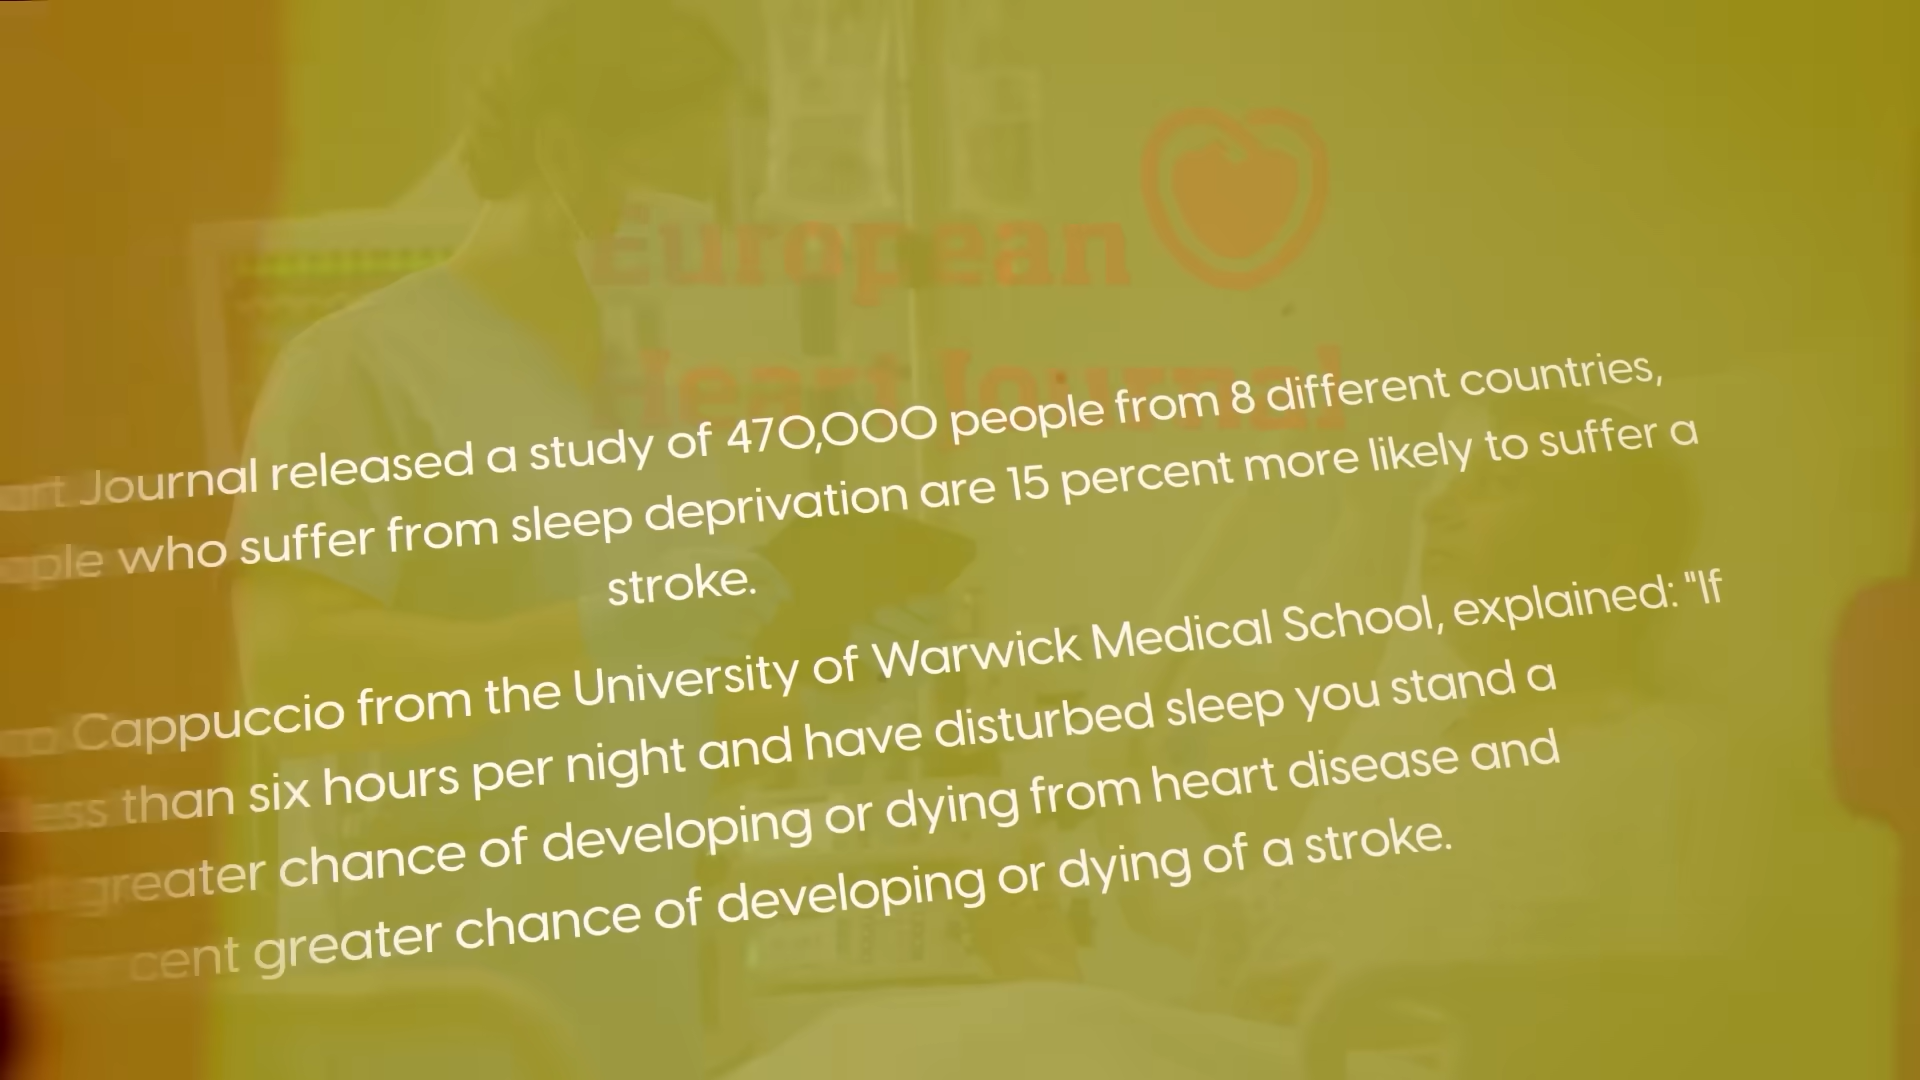 European
Heart Journal
art Journal released a study of 470,000 people from 8 different countries,
ople who suffer from sleep deprivation are 15 percent more likely to suffer a
stroke.
Cappuccio from the University of Warwick Medical School, explained: "If
less than six hours per night and have disturbed sleep you stand a
greater chance of developing or dying from heart disease and
cent greater chance of developing or dying of a stroke.